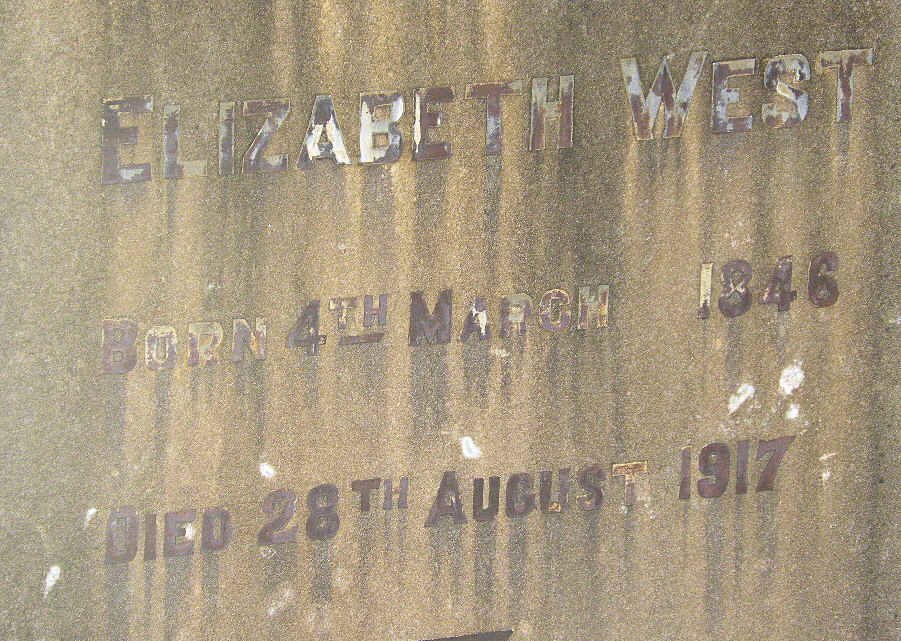 ELIZABETH WEST
BORN 4TH MARCH 1846
DIED 28TH AUGUST 1917